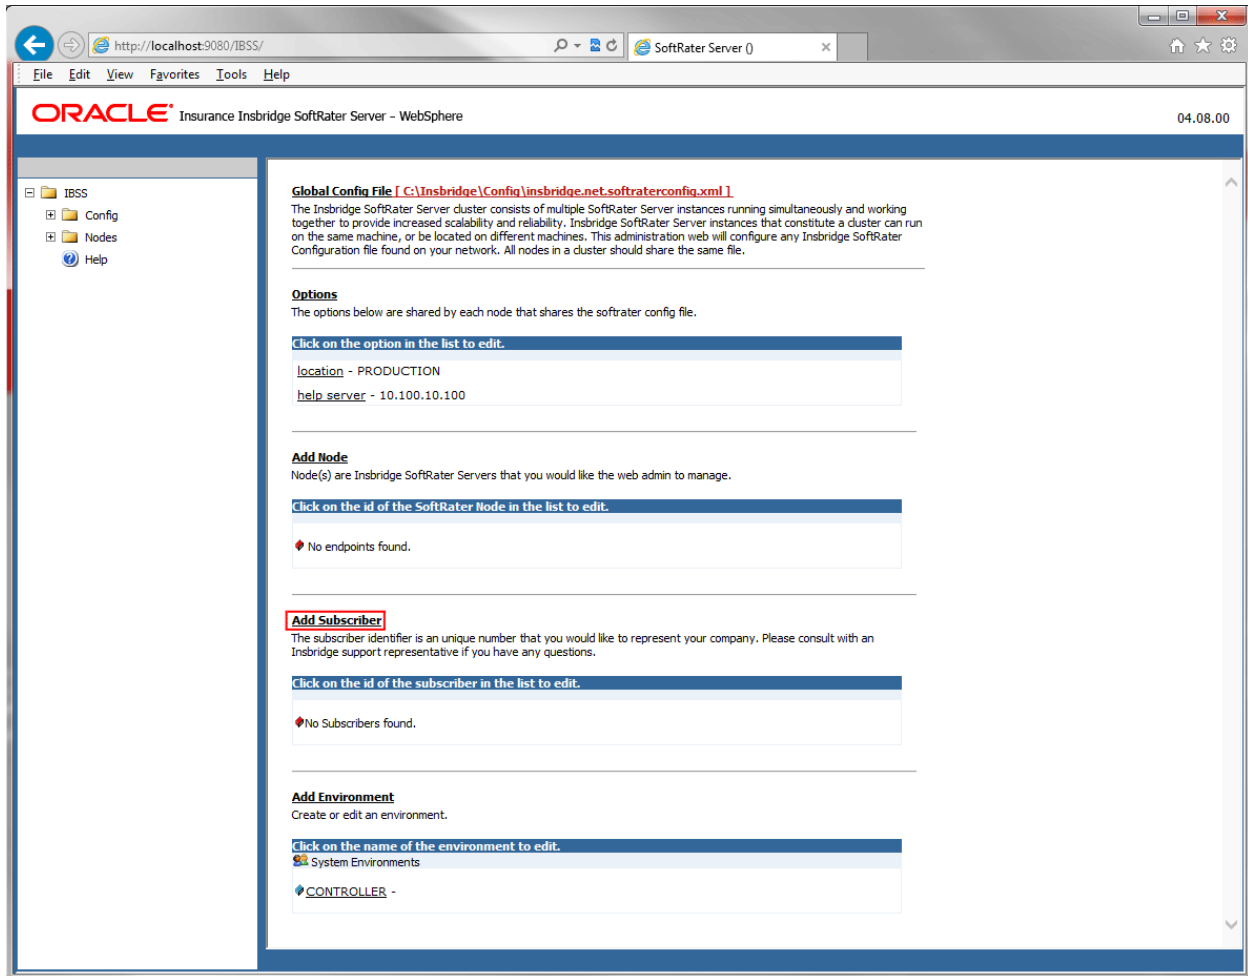 http://localhost:9080/IBSS/
SoftRater Server ()
File Edit View Favorites Tools Help
ORACLE Insurance Insbridge SoftRater Server - WebSphere
04.08.00
IBSS
Config
Nodes
Help
Global Config File [ C:\Insbridge\Config\insbridge.net.softraterconfig.xml ]
The Insbridge SoftRater Server cluster consists of multiple SoftRater Server instances running simultaneously and working
together to provide increased scalability and reliability. Insbridge SoftRater Server instances that constitute a cluster can run
on the same machine, or be located on different machines. This administration web will configure any Insbridge SoftRater
Configuration file found on your network. All nodes in a cluster should share the same file.
Options
The options below are shared by each node that shares the softrater config file.
Click on the option in the list to edit.
location - PRODUCTION
help server - 10.100.10.100
Add Node
Node(s) are Insbridge SoftRater Servers that you would like the web admin to manage.
Click on the id of the SoftRater Node in the list to edit.
No endpoints found.
Add Subscriber
The subscriber identifier is an unique number that you would like to represent your company. Please consult with an
Insbridge support representative if you have any questions.
Click on the id of the subscriber in the list to edit.
No Subscribers found.
Add Environment
Create or edit an environment.
Click on the name of the environment to edit.
System Environments
CONTROLLER -